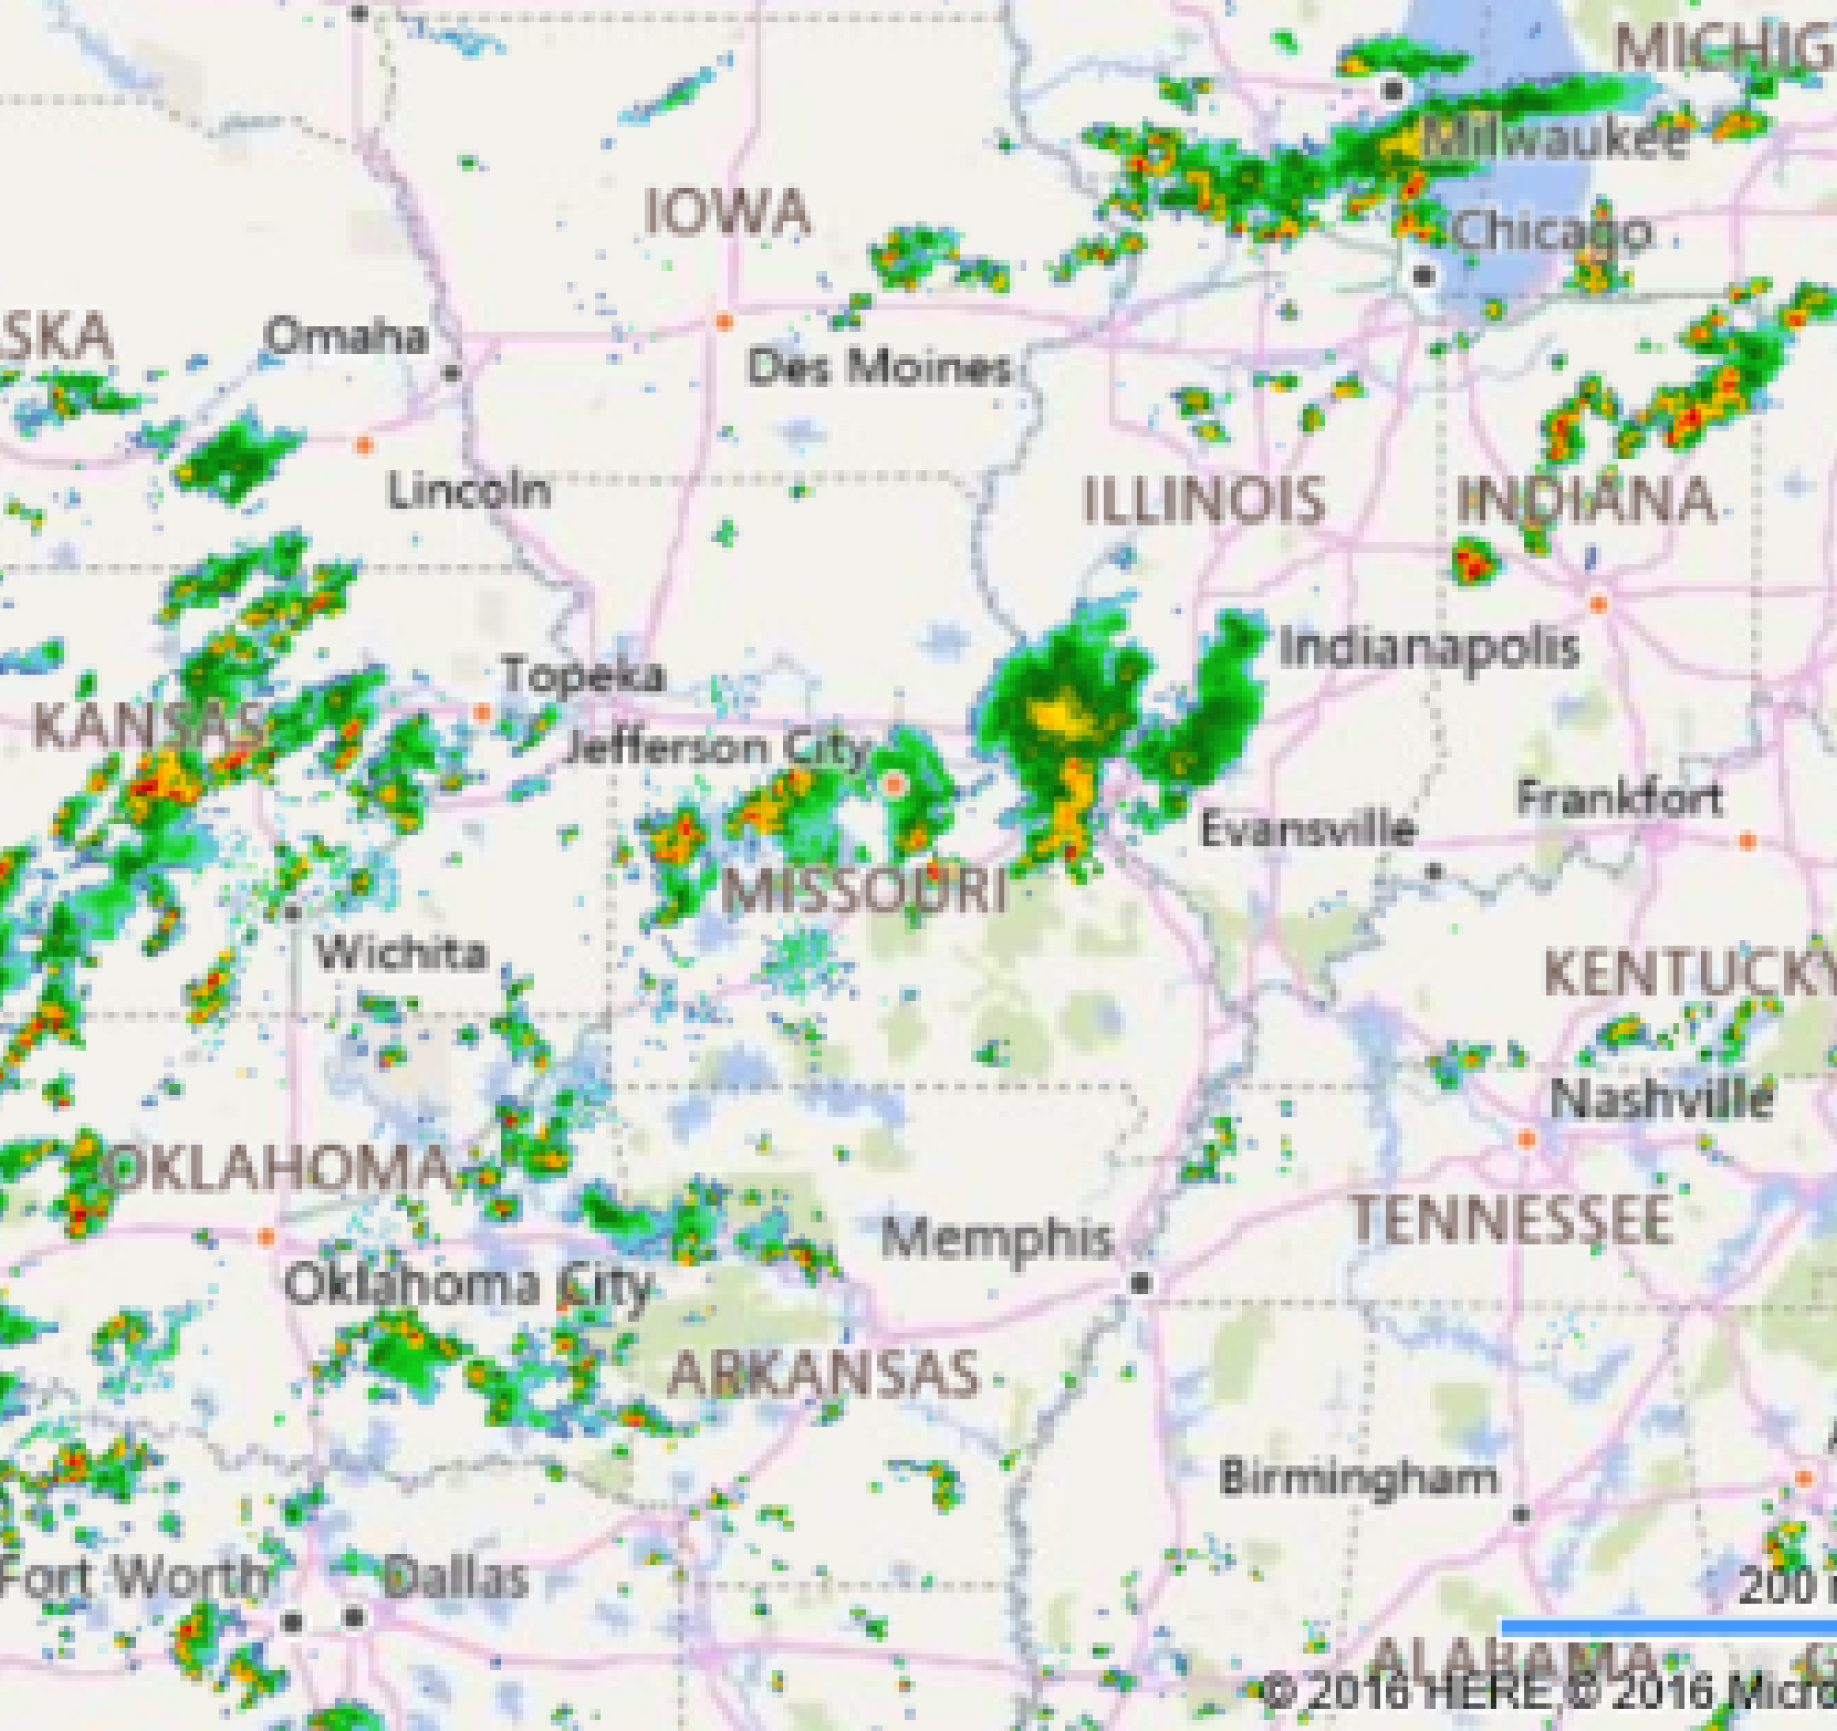 MICHIG
Milwaukee
IOWA
Chicago
SKA
Omaha
Des Moines
Lincoln
ILLINOIS
INDIANA
Indianapolis
Topeka
KANSAS
Jefferson City
Frankfort
Evansville
MISSOURI
Wichita
KENTUCKY
Nashville
OKLAHOMA
TENNESSEE
Memphis
Oklahoma City
ARKANSAS
Birmingham
Fort Worth
Dallas
200
ALABAMA
© 2016 HERE © 2016 Micro